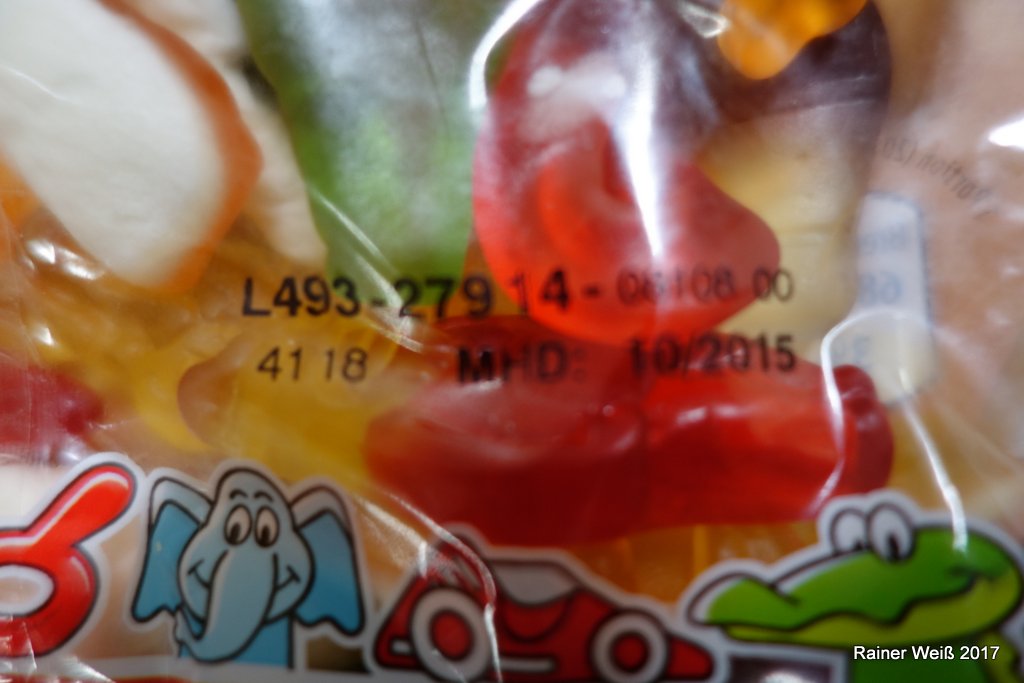 L493-279 14 - 06108 00
41 18 MHD: 10/2015
Rainer Weiß 2017